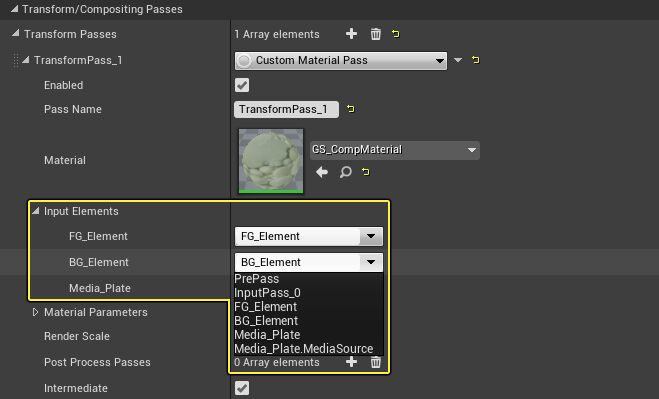 Transform/Compositing Passes
Transform Passes 1 Array elements
TransformPass_1 Custom Material Pass
Enabled
Pass Name TransformPass_1
Material GS_CompMaterial
Input Elements
FG_Element FG_Element
BG_Element BG_Element
PrePass
InputPass_0
Media_Plate
FG_Element
BG_Element
Material Parameters
Media_Plate
Render Scale
Media_Plate.MediaSource
Post Process Passes 0 Array elements
Intermediate